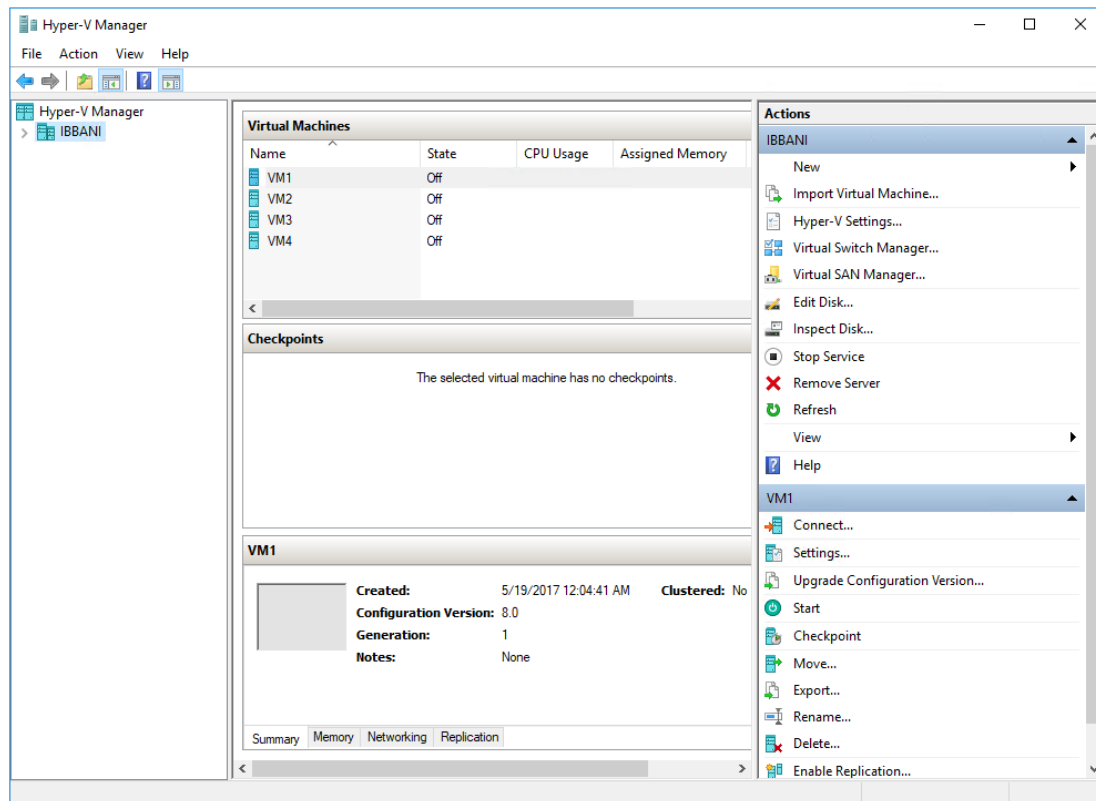 Hyper-V Manager
File Action View Help
Hyper-V Manager
IBBANI
Virtual Machines
Name State CPU Usage Assigned Memory
VM1 Off
VM2 Off
VM3 Off
VM4 Off
Checkpoints
The selected virtual machine has no checkpoints.
VM1
Created: 5/19/2017 12:04:41 AM Clustered: No
Configuration Version: 8.0
Generation: 1
Notes: None
Summary Memory Networking Replication
Actions
IBBANI
New
Import Virtual Machine...
Hyper-V Settings...
Virtual Switch Manager...
Virtual SAN Manager...
Edit Disk...
Inspect Disk...
Stop Service
Remove Server
Refresh
View
Help
VM1
Connect...
Settings...
Upgrade Configuration Version...
Start
Checkpoint
Move...
Export...
Rename...
Delete...
Enable Replication...